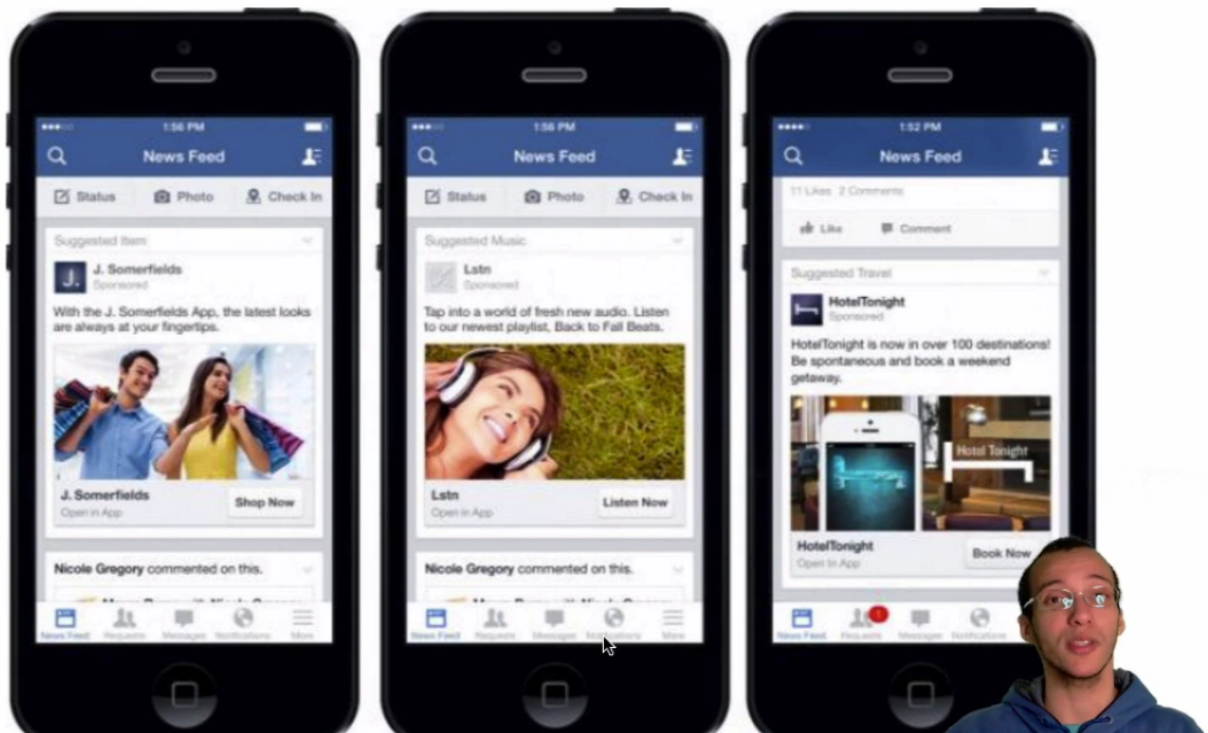 1:56 PM
News Feed
Status Photo Check In
Suggested Item
J.
J. Somerfields
Sponsored
With the J. Somerfields App, the latest looks
are always at your fingertips.
J. Somerfields
Open in App
Shop Now
Nicole Gregory commented on this.
News Feed Requests Messages Notifications More
1:56 PM
News Feed
Status Photo Check In
Suggested Music
Lstn
Sponsored
Tap into a world of fresh new audio. Listen
to our newest playlist, Back to Fall Beats.
Lstn
Open in App
Listen Now
Nicole Gregory commented on this.
News Feed Requests Messages Notifications More
1:52 PM
News Feed
11 Likes 2 Comments
Like Comment
Suggested Travel
HotelTonight
Sponsored
HotelTonight is now in over 100 destinations!
Be spontaneous and book a weekend
getaway.
Hotel Tonight
HotelTonight
Open in App
Book Now
1
News Feed Requests Messages Notifications